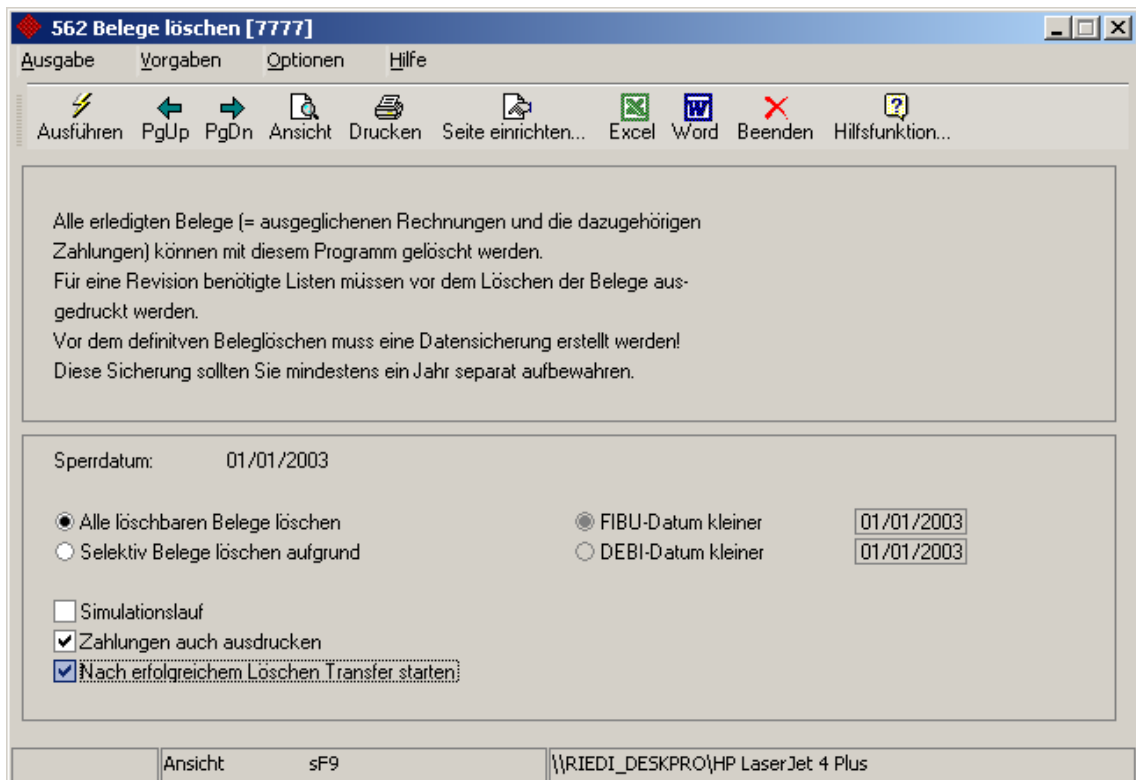 562 Belege löschen [7777]
Ausgabe Vorgaben Optionen Hilfe
Ausführen PgUp PgDn Ansicht Drucken Seite einrichten... Excel Word Beenden Hilfsfunktion...
Alle erledigten Belege (= ausgeglichenen Rechnungen und die dazugehörigen
Zahlungen) können mit diesem Programm gelöscht werden.
Für eine Revision benötigte Listen müssen vor dem Löschen der Belege aus-
gedruckt werden.
Vor dem definitven Beleglöschen muss eine Datensicherung erstellt werden!
Diese Sicherung sollten Sie mindestens ein Jahr separat aufbewahren.
Sperrdatum: 01/01/2003
Alle löschbaren Belege löschen FIBU-Datum kleiner 01/01/2003
Selektiv Belege löschen aufgrund DEBI-Datum kleiner 01/01/2003
Simulationslauf
Zahlungen auch ausdrucken
Nach erfolgreichem Löschen Transfer starten
Ansicht sF9 \\RIEDI_DESKPRO\HP LaserJet 4 Plus